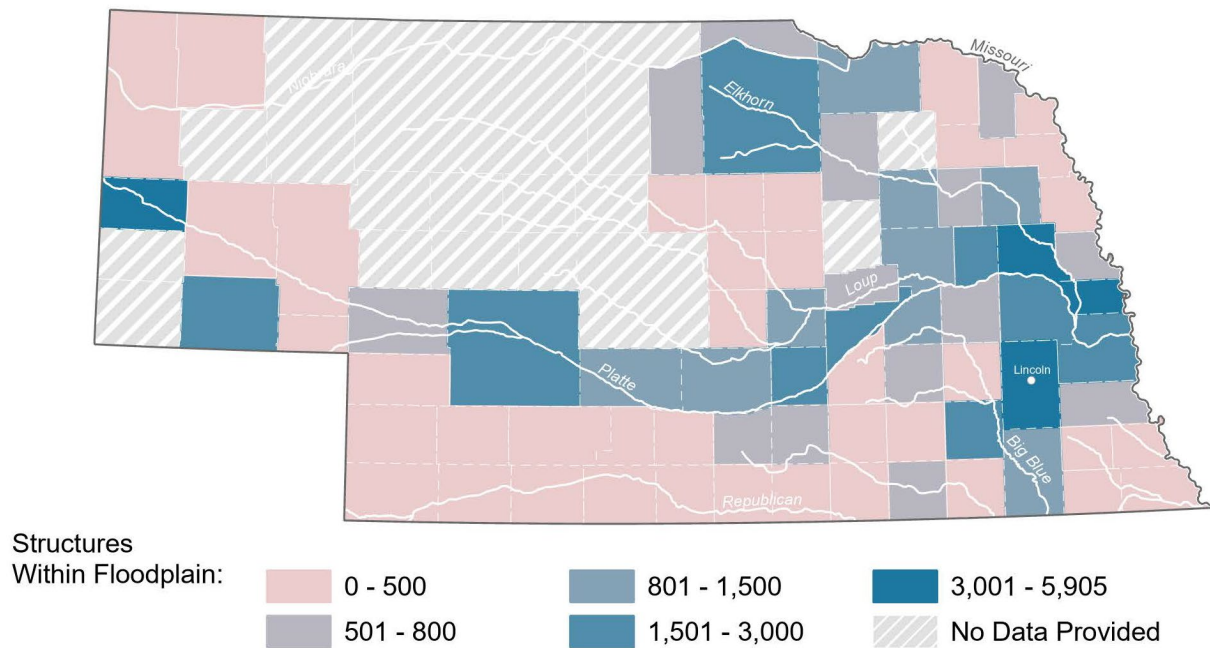 Missouri
Niobrara
Elkhorn
Loup
Platte
Lincoln
Big Blue
Republican
Structures
Within Floodplain:
0 - 500
801 - 1,500
3,001 - 5,905
501 - 800
1,501 - 3,000
No Data Provided